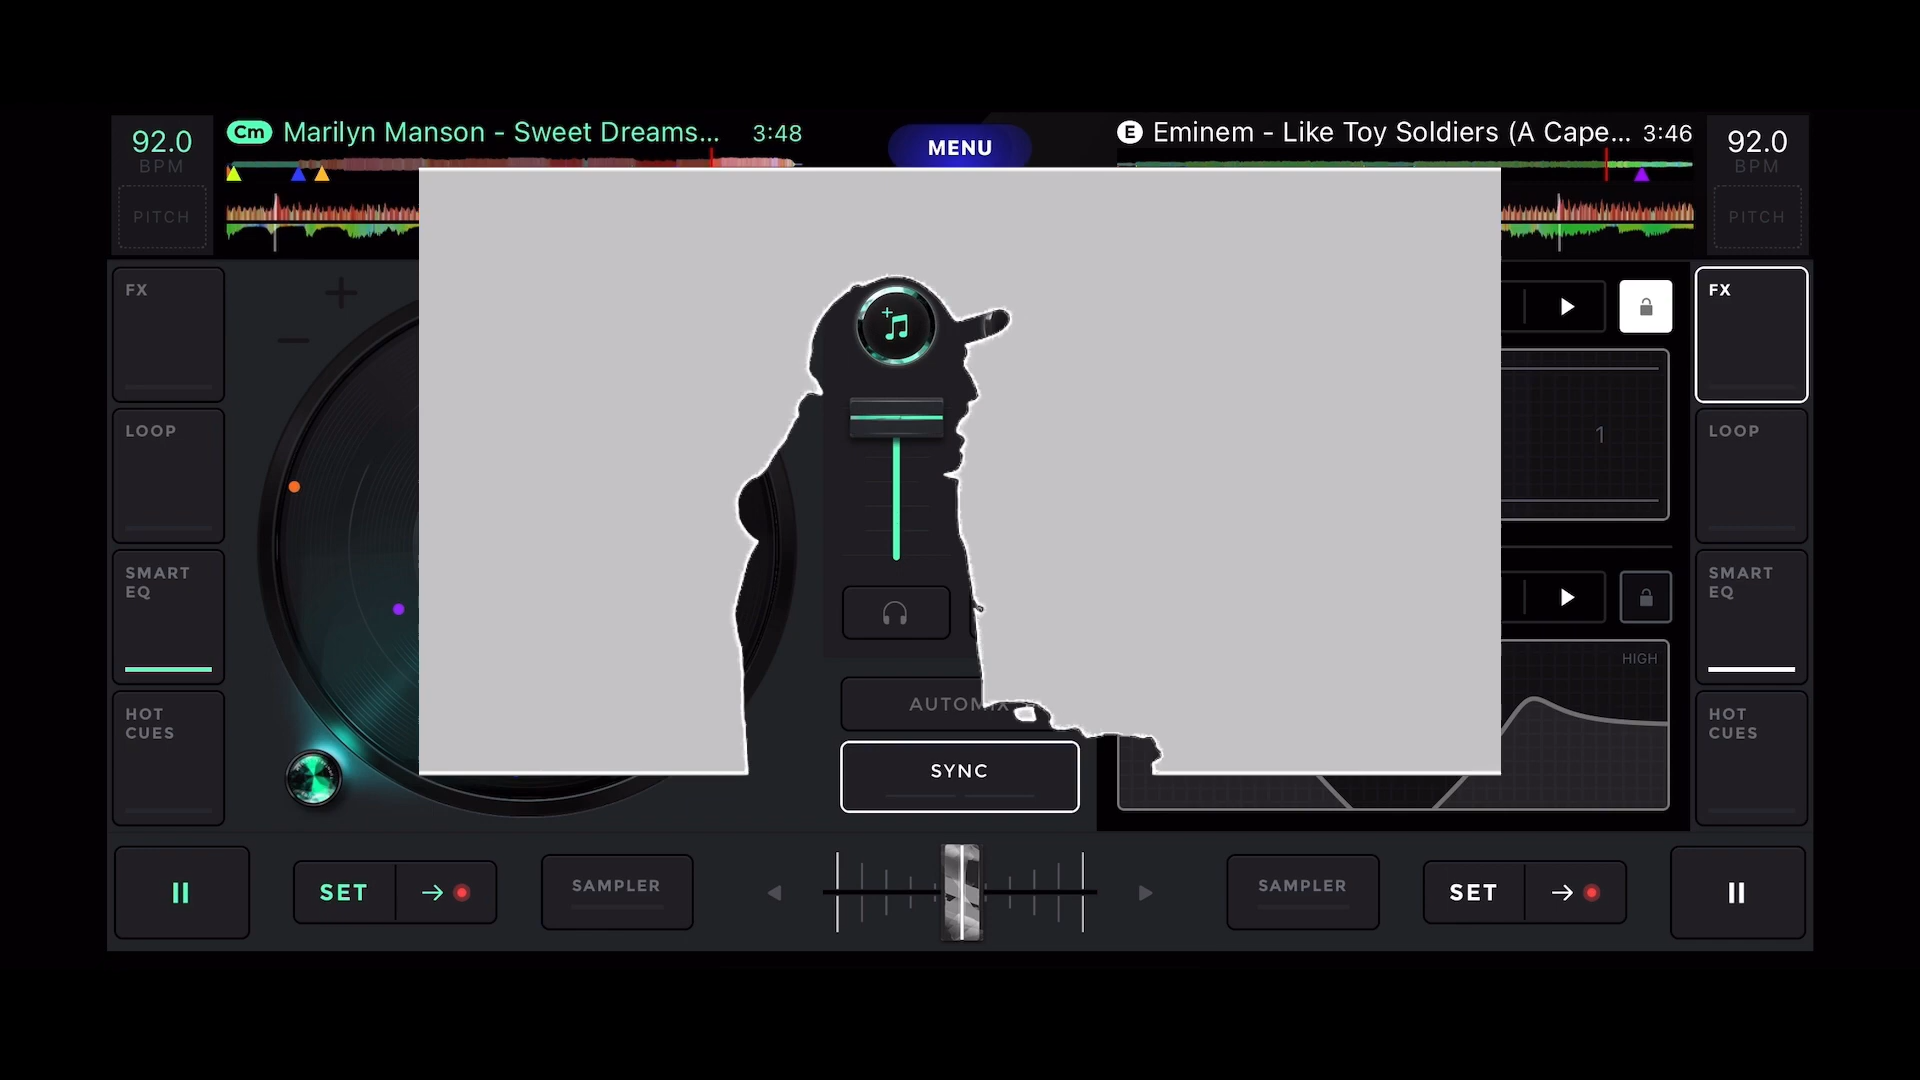 92.0
BPM
PITCH
Cm Marilyn Manson - Sweet Dreams... 3:48
MENU
E Eminem - Like Toy Soldiers (A Cape... 3:46
92.0
BPM
PITCH
FX
LOOP
SMART
EQ
HOT
CUES
1
HIGH
AUTOMIX
SYNC
FX
LOOP
SMART
EQ
HOT
CUES
SET
SAMPLER
SAMPLER
SET